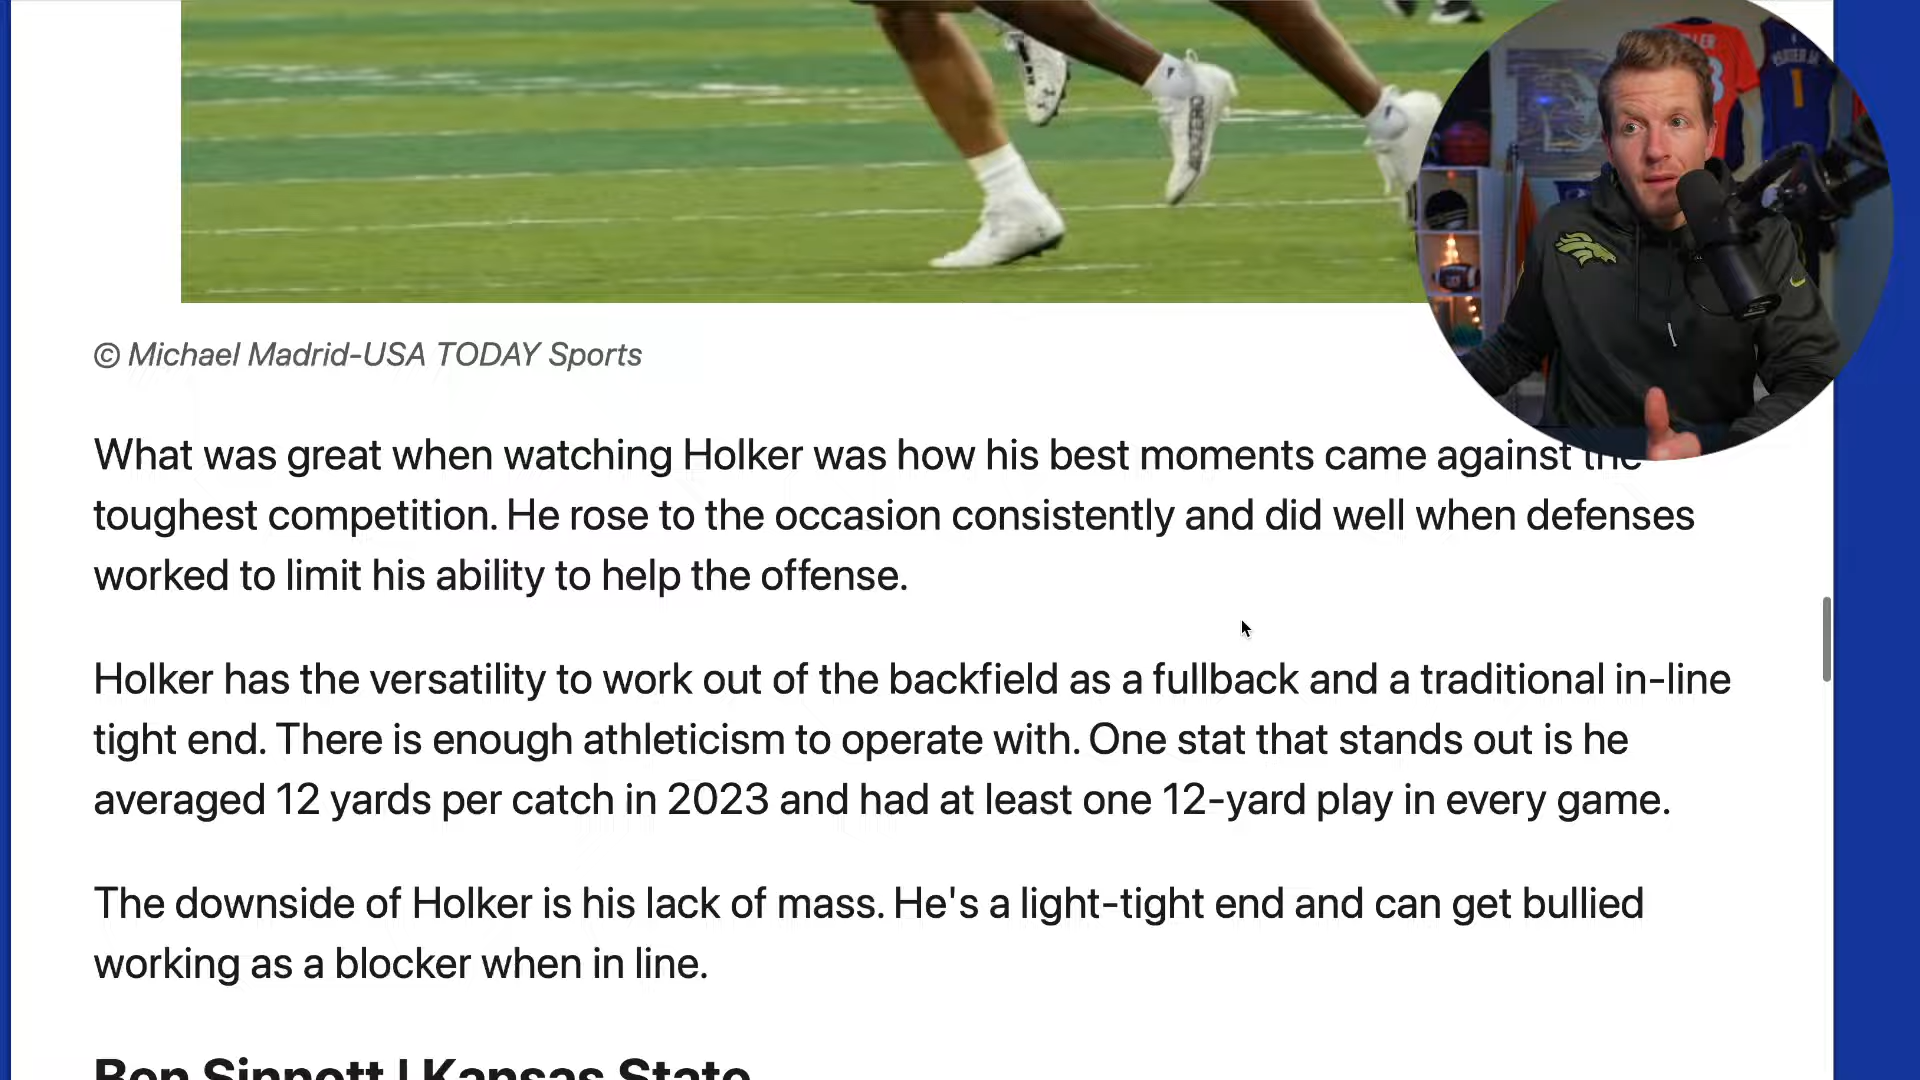 © Michael Madrid-USA TODAY Sports
What was great when watching Holker was how his best moments came against the
toughest competition. He rose to the occasion consistently and did well when defenses
worked to limit his ability to help the offense.
Holker has the versatility to work out of the backfield as a fullback and a traditional in-line
tight end. There is enough athleticism to operate with. One stat that stands out is he
averaged 12 yards per catch in 2023 and had at least one 12-yard play in every game.
The downside of Holker is his lack of mass. He's a light-tight end and can get bullied
working as a blocker when in line.
Ben Sinnott | Kansas State